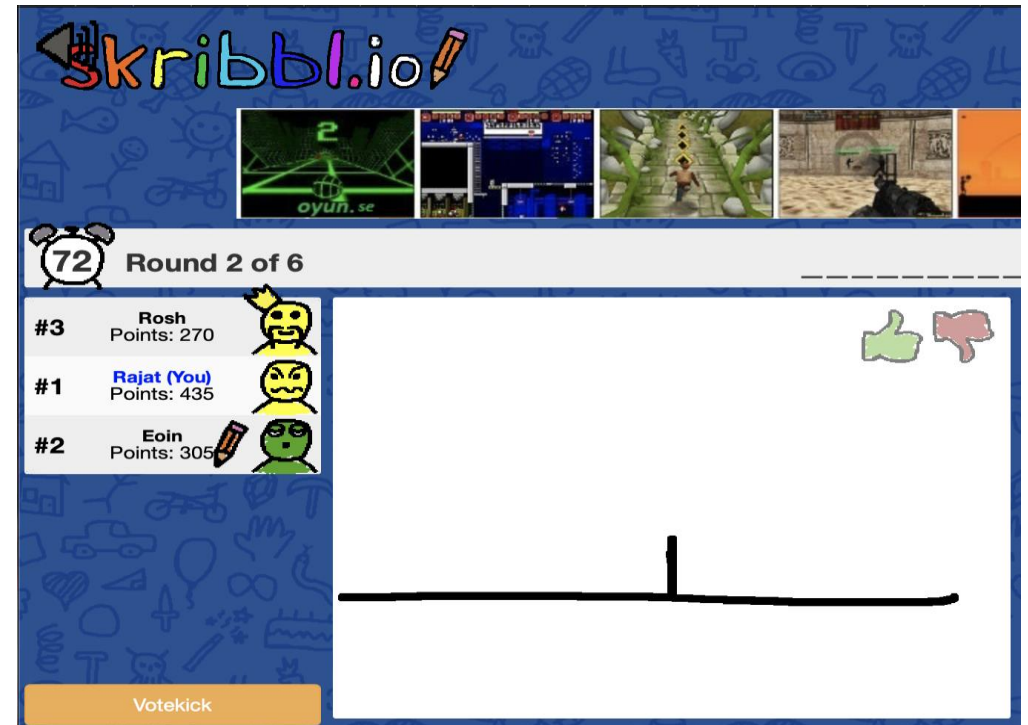 skribbl.io
2
oyun.se
72
Round 2 of 6
_ _ _ _ _ _ _ _ _
#3
Rosh
Points: 270
#1
Rajat (You)
Points: 435
#2
Eoin
Points: 305
Votekick